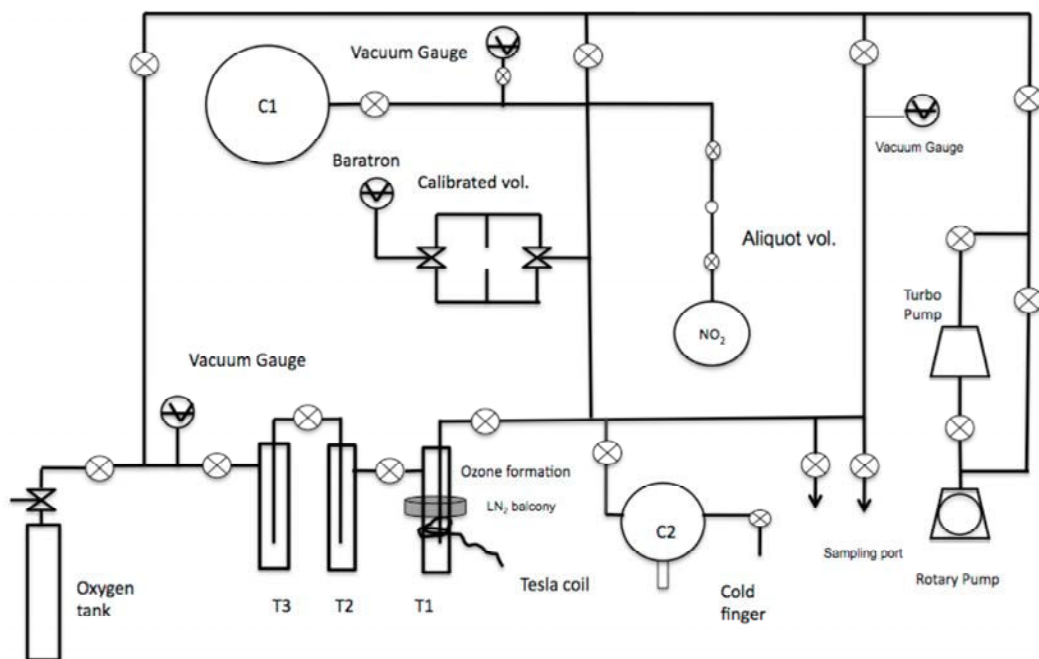 Vacuum Gauge
C1
Vacuum Gauge
Baratron
Calibrated vol.
Aliquot vol.
Turbo
Pump
NO₂
Vacuum Gauge
Ozone formation
LN₂ balcony
C2
Sampling port
Rotary Pump
Oxygen
tank
T3
T2
T1
Tesla coil
Cold
finger